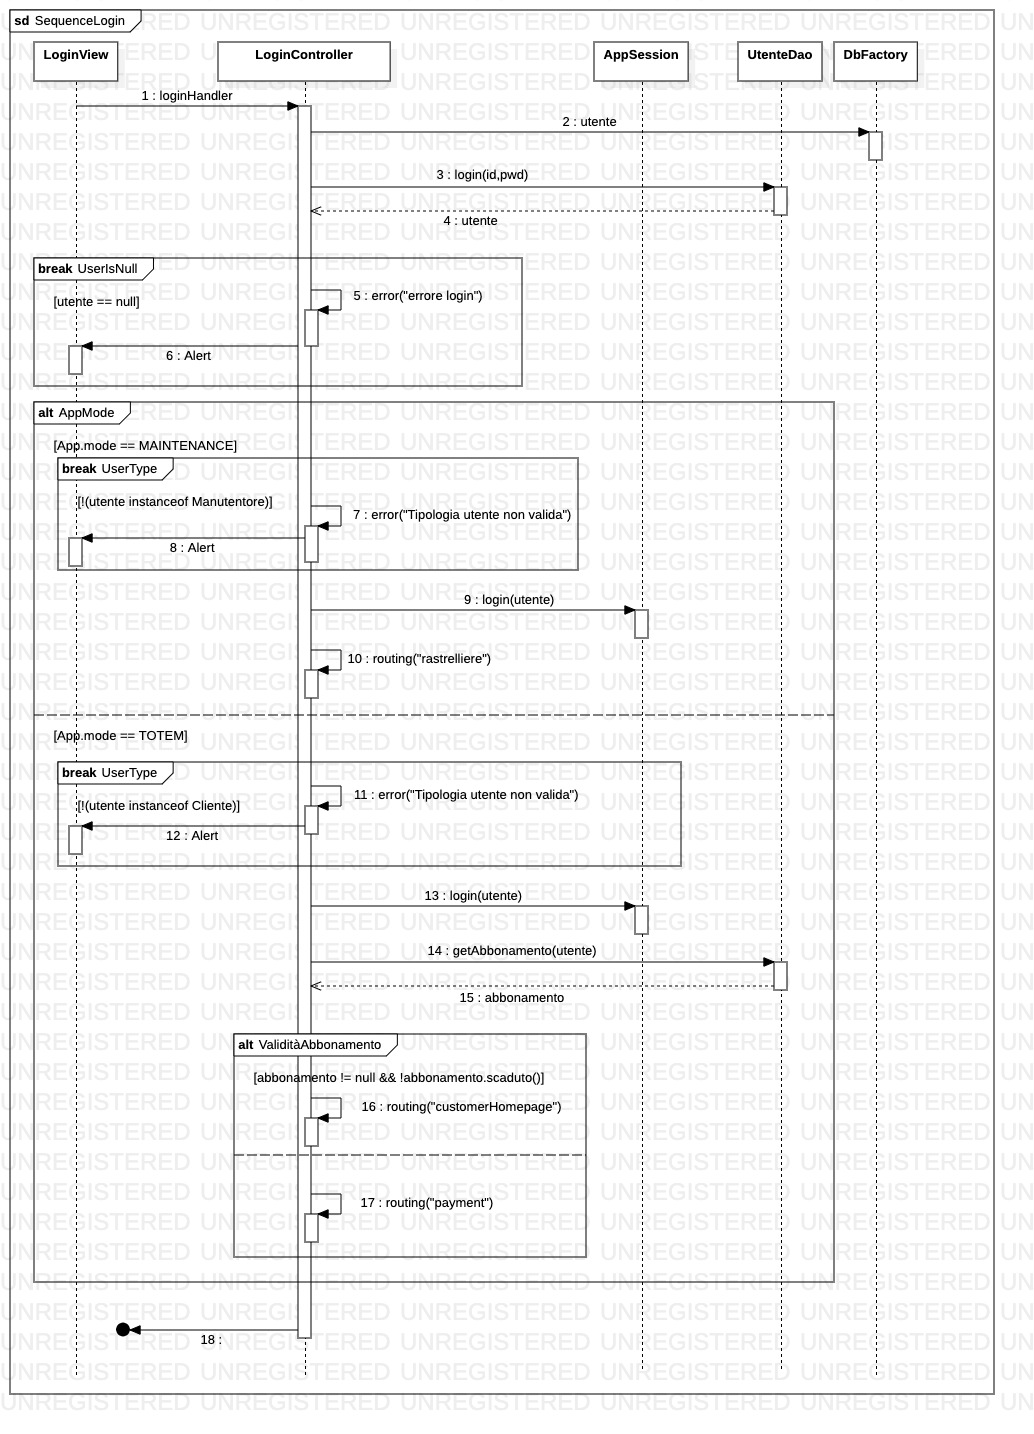 sd SequenceLogin
LoginView
LoginController
AppSession
UtenteDao
DbFactory
1 : loginHandler
2 : utente
3 : login(id,pwd)
4 : utente
break UserIsNull
[utente == null]
5 : error("errore login")
6 : Alert
alt AppMode
[App.mode == MAINTENANCE]
break UserType
[!(utente instanceof Manutentore)]
7 : error("Tipologia utente non valida")
8 : Alert
9 : login(utente)
10 : routing("rastrelliere")
[App.mode == TOTEM]
break UserType
11 : error("Tipologia utente non valida")
[!(utente instanceof Cliente)]
12 : Alert
13 : login(utente)
14 : getAbbonamento(utente)
15 : abbonamento
alt ValiditàAbbonamento
[abbonamento != null && !abbonamento.scaduto()]
16 : routing("customerHomepage")
17 : routing("payment")
18 :
UNREGISTERED